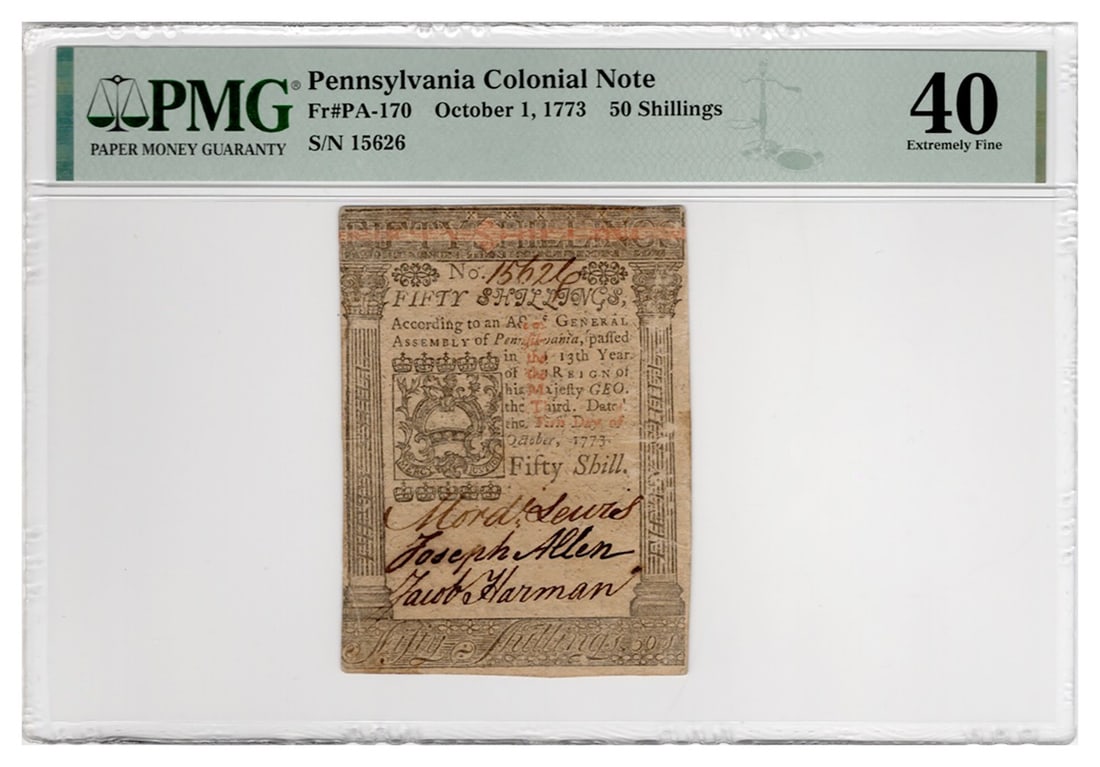 PMG®
PAPER MONEY GUARANTY
Pennsylvania Colonial Note
Fr#PA-170 October 1, 1773 50 Shillings
S/N 15626
40
Extremely Fine
FIFTY SHILLINGS
No. 15626
FIFTY SHILLINGS,
According to an Act of GENERAL
ASSEMBLY of Pennſylvania, paſſed
in the 13th Year
of the REIGN of
his Majeſty GEO.
the Third. Dated
the Firſt Day of
October, 1773.
Fifty Shill.
Mord. Lewis
Joseph Allen
Jacob Harman
Fifty Shillings. 50s